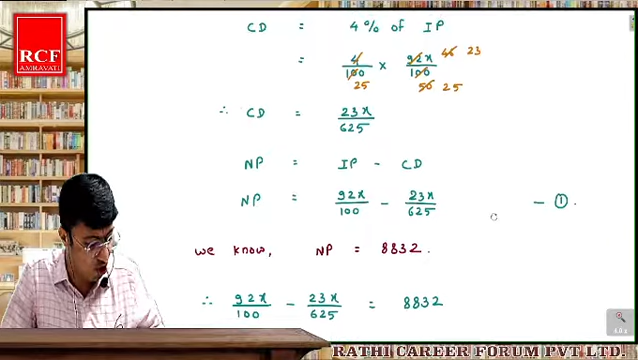 RCF
AMRAVATI
CD = 4% of IP
= 4/100 × 92x/100 46 23
25 50 25
∴ CD = 23x/625
NP = IP - CD
NP = 92x/100 - 23x/625 - ①.
we know, NP = 8832.
∴ 92x/100 - 23x/625 = 8832
RATHI CAREER FORUM PVT LTD.